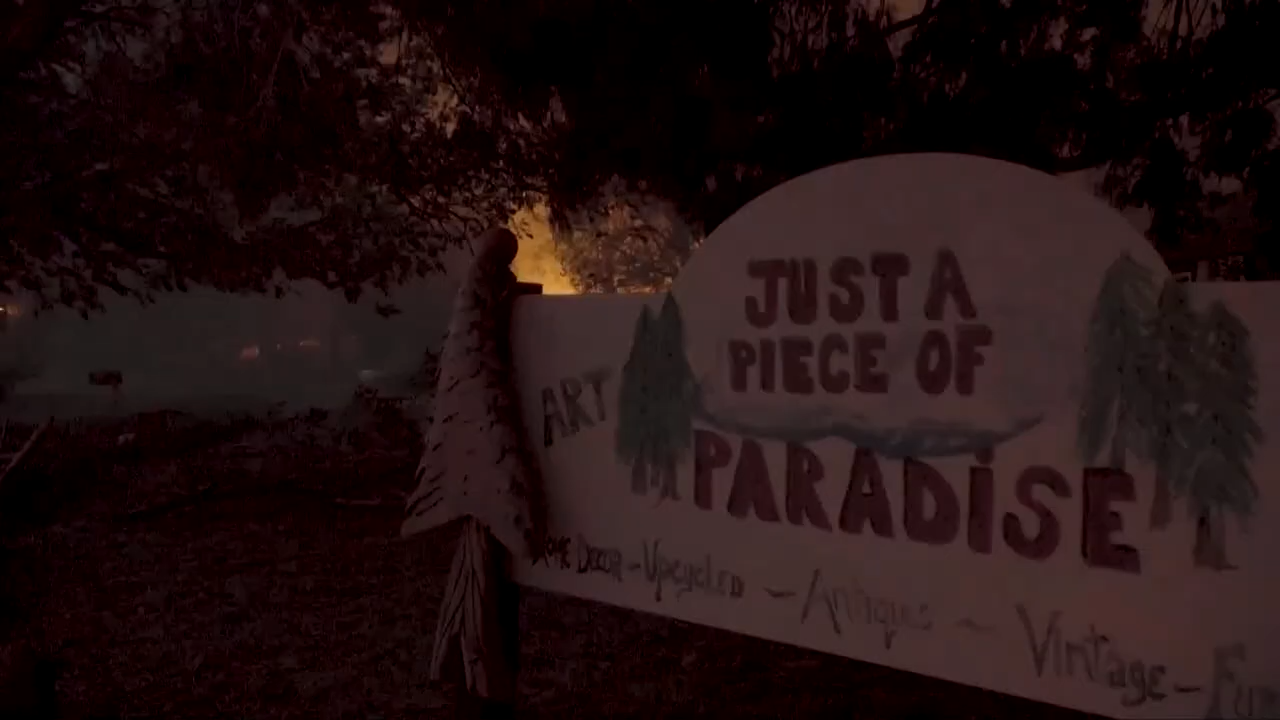 JUST A
PIECE OF
ART
PARADISE
HOME DECOR - Upcycled - Antiques - Vintage -